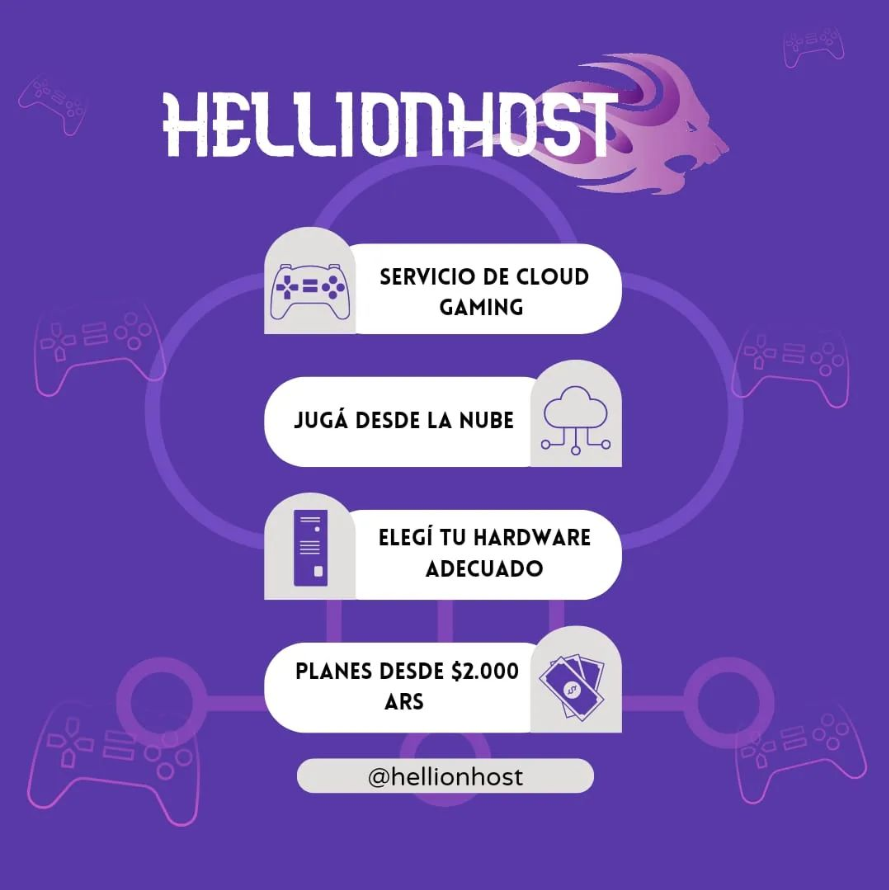 HELLIONHOST
SERVICIO DE CLOUD
GAMING
JUGÁ DESDE LA NUBE
ELEGÍ TU HARDWARE
ADECUADO
PLANES DESDE $2.000
ARS
@hellionhost